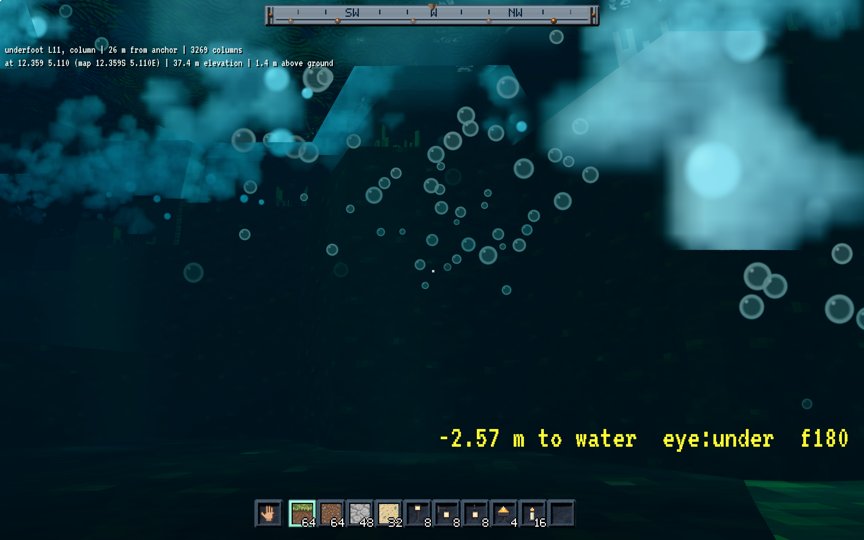 SW W NW
underfoot L11, column | 26 m from anchor | 3269 columns
at 12.359 5.110 (map 12.359S 5.110E) | 37.4 m elevation | 1.4 m above ground
-2.57 m to water eye:under f180
64 64 48 32 8 8 8 4 16